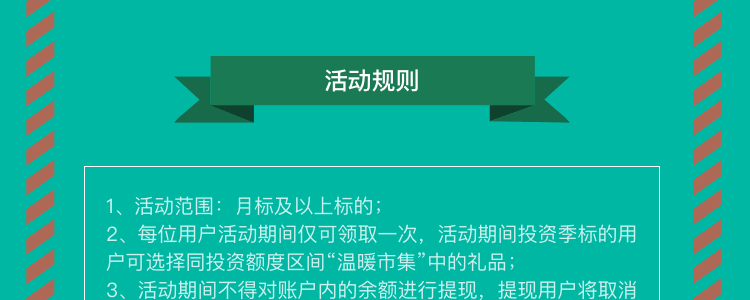 活动规则
1、活动范围：月标及以上标的；
2、每位用户活动期间仅可领取一次，活动期间投资季标的用
户可选择同投资额度区间“温暖市集”中的礼品；
3、活动期间不得对账户内的余额进行提现，提现用户将取消